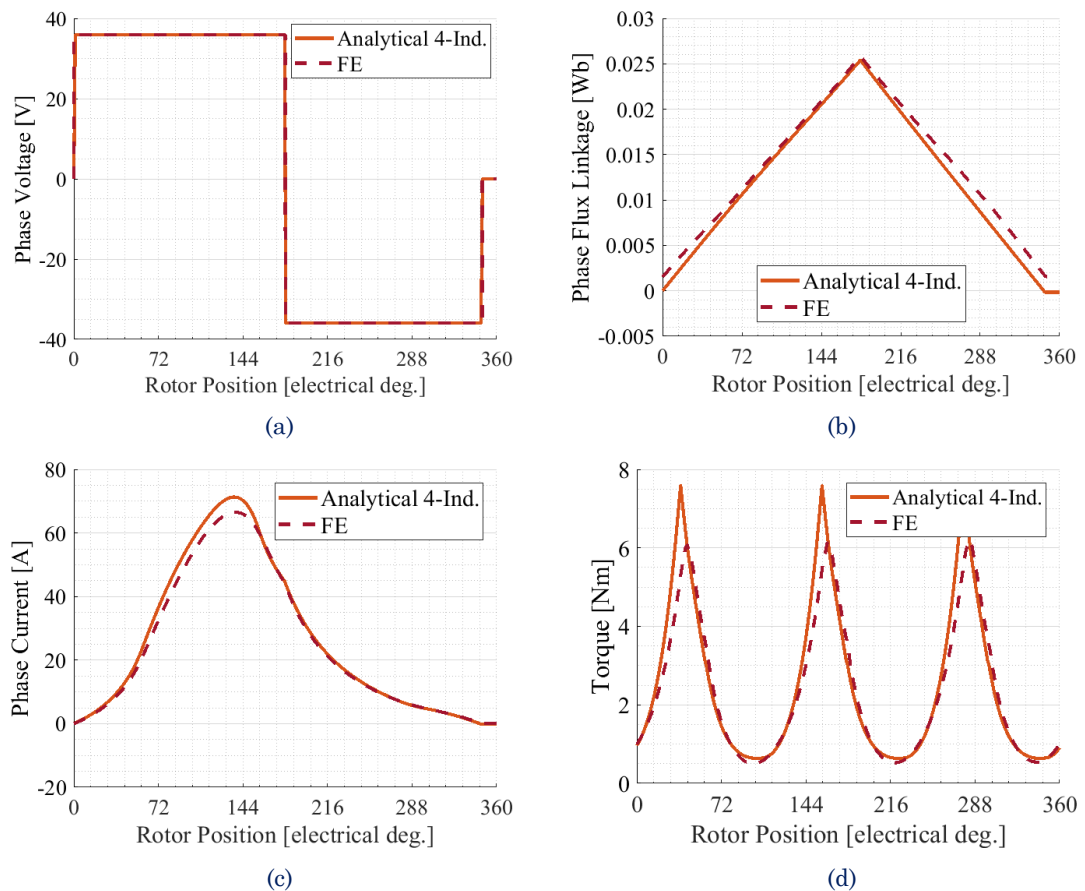 40
20
0
-20
-40
Phase Voltage [V]
Analytical 4-Ind.
FE
0 72 144 216 288 360
Rotor Position [electrical deg.]
(a)
0.03
0.025
0.02
0.015
0.01
0.005
0
-0.005
Phase Flux Linkage [Wb]
Analytical 4-Ind.
FE
0 72 144 216 288 360
Rotor Position [electrical deg.]
(b)
80
60
40
20
0
-20
Phase Current [A]
Analytical 4-Ind.
FE
0 72 144 216 288 360
Rotor Position [electrical deg.]
(c)
8
6
4
2
0
Torque [Nm]
Analytical 4-Ind.
FE
0 72 144 216 288 360
Rotor Position [electrical deg.]
(d)